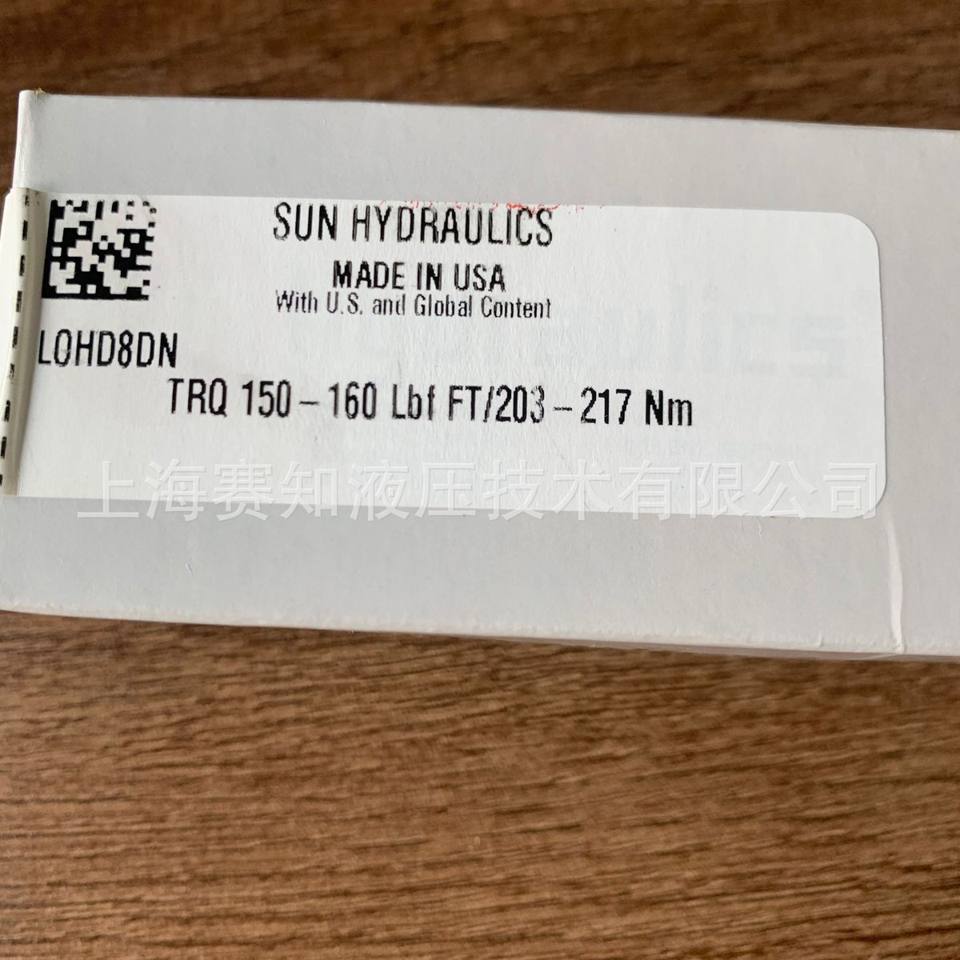 SUN HYDRAULICS
MADE IN USA
With U.S. and Global Content
LOHD8DN
TRQ 150-160 Lbf FT/203-217 Nm
上海赛知液压技术有限公司